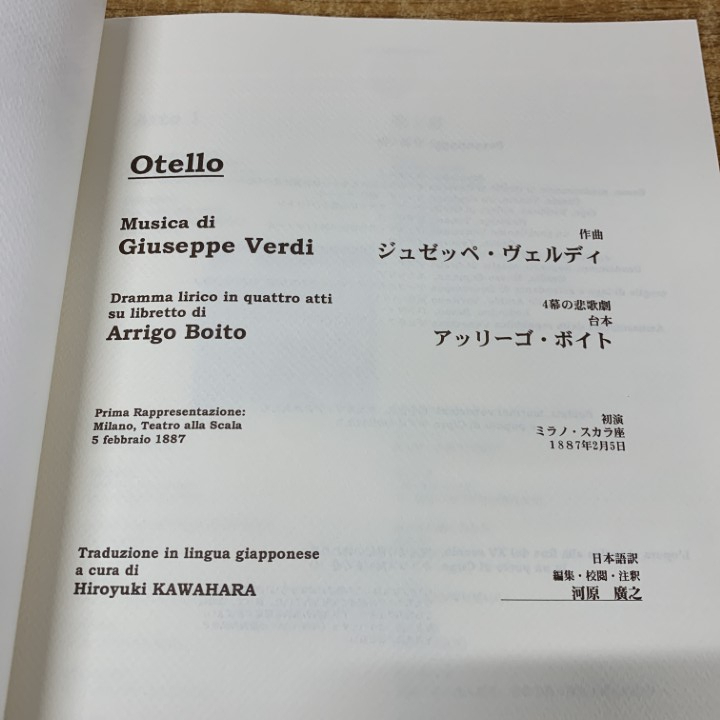 Otello
Musica di
Giuseppe Verdi
作曲
ジュゼッペ・ヴェルディ
Dramma lirico in quattro atti
su libretto di
Arrigo Boito
4幕の悲歌劇
台本
アッリーゴ・ボイト
Prima Rappresentazione:
Milano, Teatro alla Scala
5 febbraio 1887
初演
ミラノ・スカラ座
1887年2月5日
Traduzione in lingua giapponese
a cura di
Hiroyuki KAWAHARA
日本語訳
編集・校閲・注釈
河原 廣之